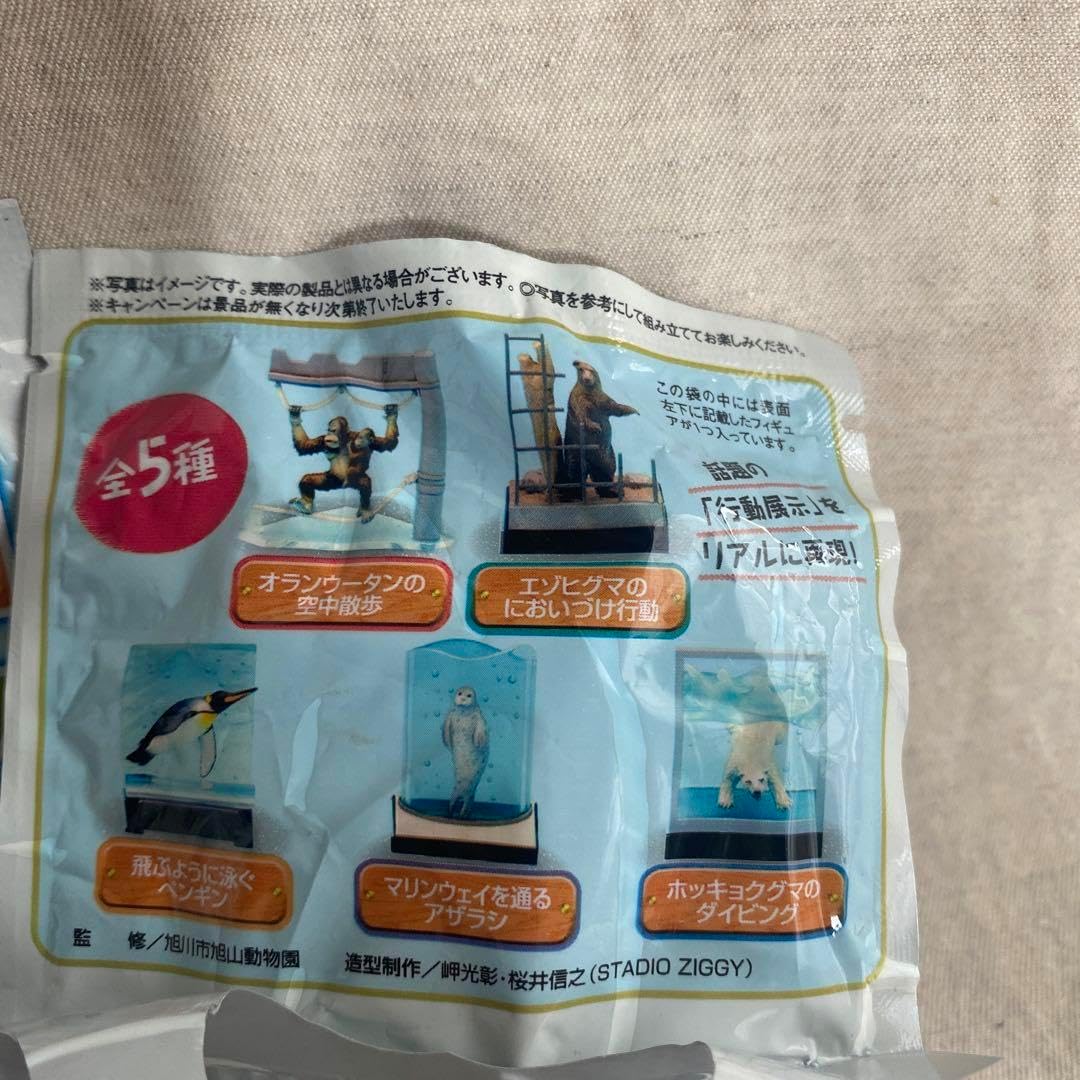 ※写真はイメージです。実際の製品とは異なる場合がございます。◎写真を参考にして組み立ててお楽しみください。
※キャンペーンは景品が無くなり次第終了いたします。
全5種
この袋の中には表面
左下に記載したフィギュ
アが1つ入っています。
話題の
「行動展示」を
リアルに再現!
オランウータンの
空中散歩
エゾヒグマの
においづけ行動
飛ぶように泳ぐ
ペンギン
マリンウェイを通る
アザラシ
ホッキョクグマの
ダイビング
監 修/旭川市旭山動物園
造型制作/岬光彰・桜井信之(STADIO ZIGGY)